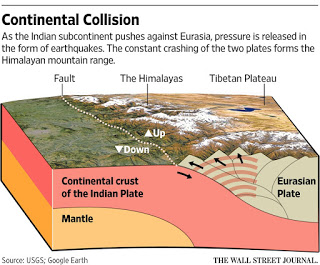 Continental Collision
As the Indian subcontinent pushes against Eurasia, pressure is released in
the form of earthquakes. The constant crashing of the two plates forms the
Himalayan mountain range.
Fault The Himalayas Tibetan Plateau
▲Up
▼Down
Continental crust
of the Indian Plate
Eurasian
Plate
Mantle
Source: USGS; Google Earth THE WALL STREET JOURNAL.